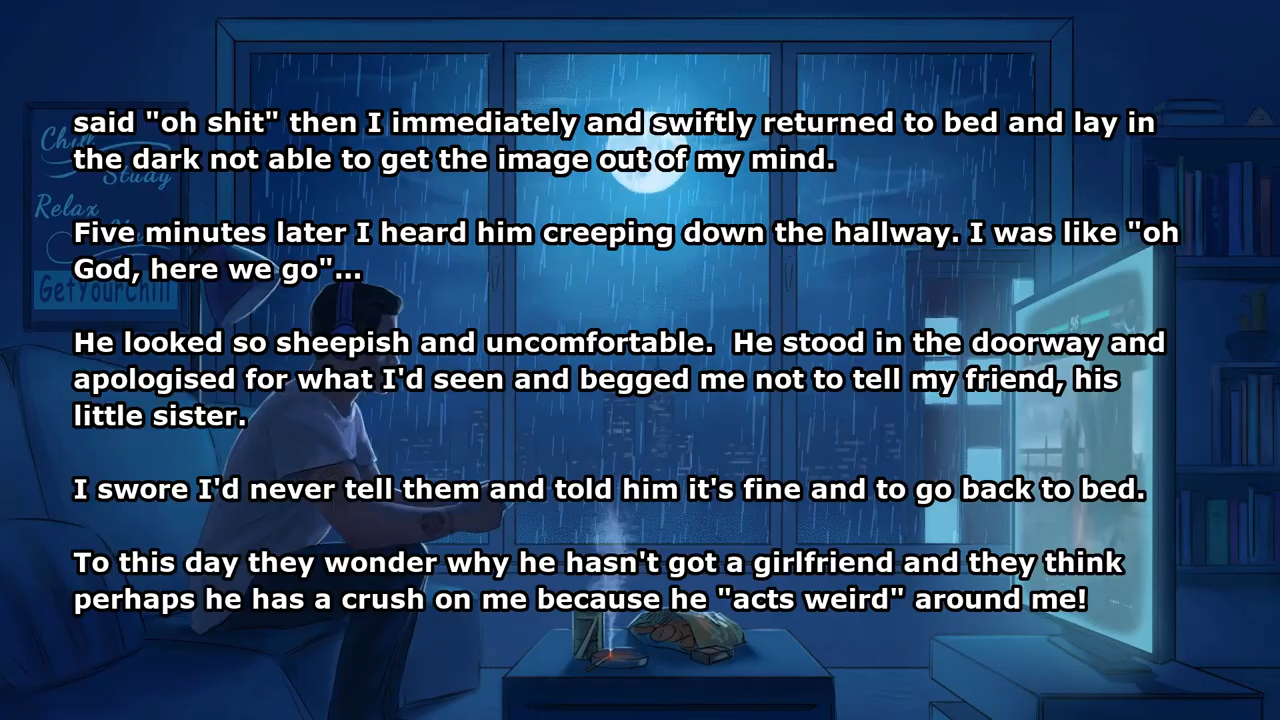 said "oh shit" then I immediately and swiftly returned to bed and lay in
the dark not able to get the image out of my mind.
Five minutes later I heard him creeping down the hallway. I was like "oh
God, here we go"...
He looked so sheepish and uncomfortable.  He stood in the doorway and
apologised for what I'd seen and begged me not to tell my friend, his
little sister.
I swore I'd never tell them and told him it's fine and to go back to bed.
To this day they wonder why he hasn't got a girlfriend and they think
perhaps he has a crush on me because he "acts weird" around me!
Chill
Study
Relax
GetYourChill
56